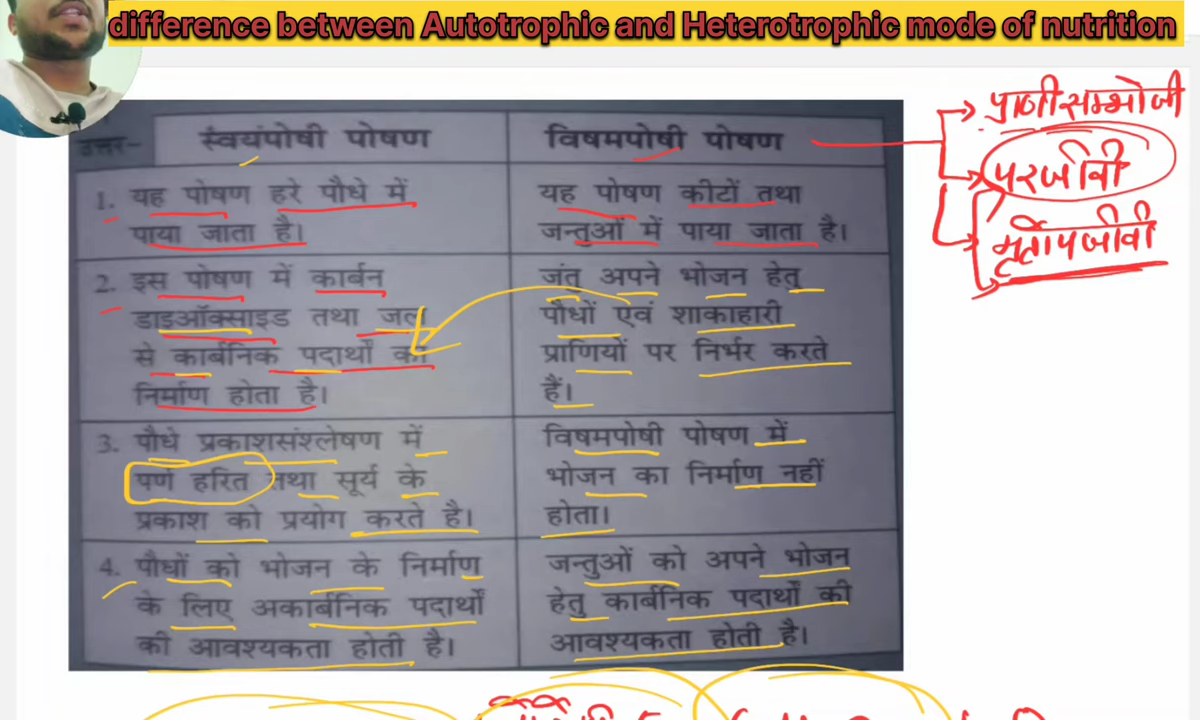 difference between Autotrophic and Heterotrophic mode of nutrition
उत्तर- स्वयंपोषी पोषण
विषमपोषी पोषण
1. यह पोषण हरे पौधे में
पाया जाता है।
यह पोषण कीटों तथा
जन्तुओं में पाया जाता है।
2. इस पोषण में कार्बन
डाइऑक्साइड तथा जल
से कार्बनिक पदार्थों का
निर्माण होता है।
जंतु अपने भोजन हेतु
पौधों एवं शाकाहारी
प्राणियों पर निर्भर करते
हैं।
3. पौधे प्रकाशसंश्लेषण में
पर्ण हरित तथा सूर्य के
प्रकाश को प्रयोग करते है।
विषमपोषी पोषण में
भोजन का निर्माण नहीं
होता।
4. पौधों को भोजन के निर्माण
के लिए अकार्बनिक पदार्थों
की आवश्यकता होती है।
जन्तुओं को अपने भोजन
हेतु कार्बनिक पदार्थों की
आवश्यकता होती है।
प्राणीसम्भोजी
परजीवी
मृतोपजीवी